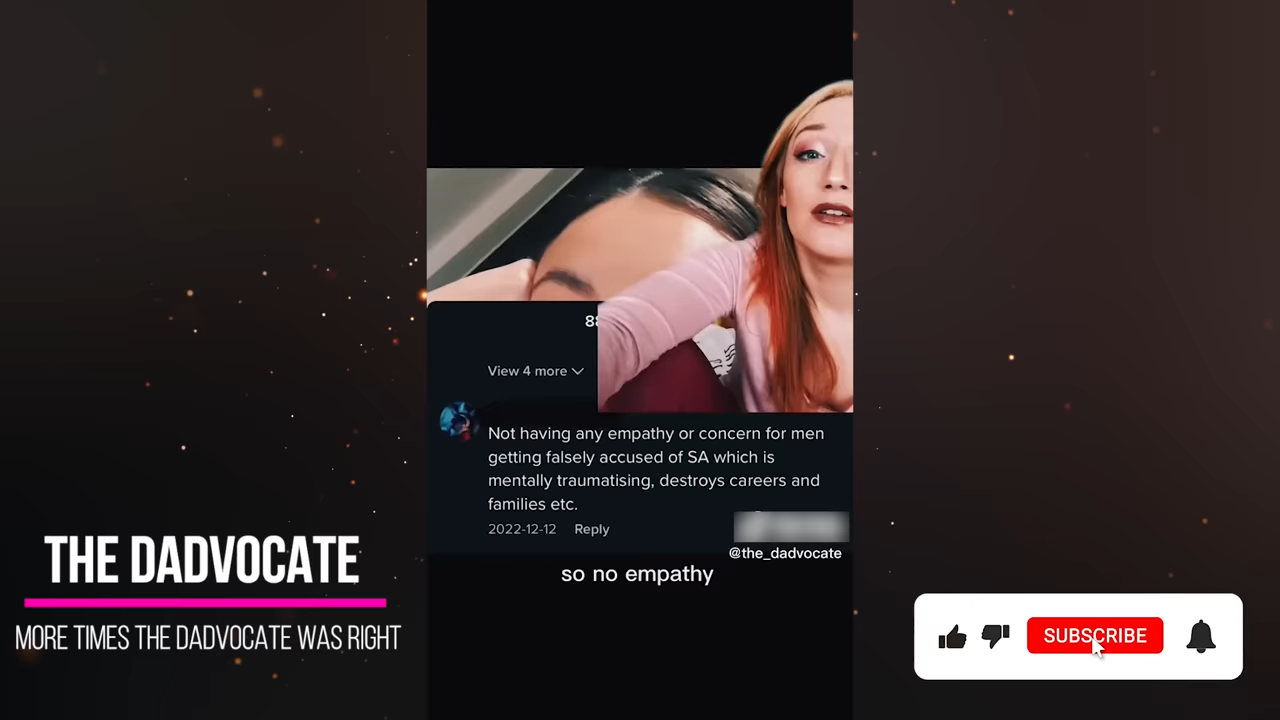 88
View 4 more
Not having any empathy or concern for men
getting falsely accused of SA which is
mentally traumatising, destroys careers and
families etc.
2022-12-12 Reply
@the_dadvocate
so no empathy
THE DADVOCATE
MORE TIMES THE DADVOCATE WAS RIGHT
SUBSCRIBE